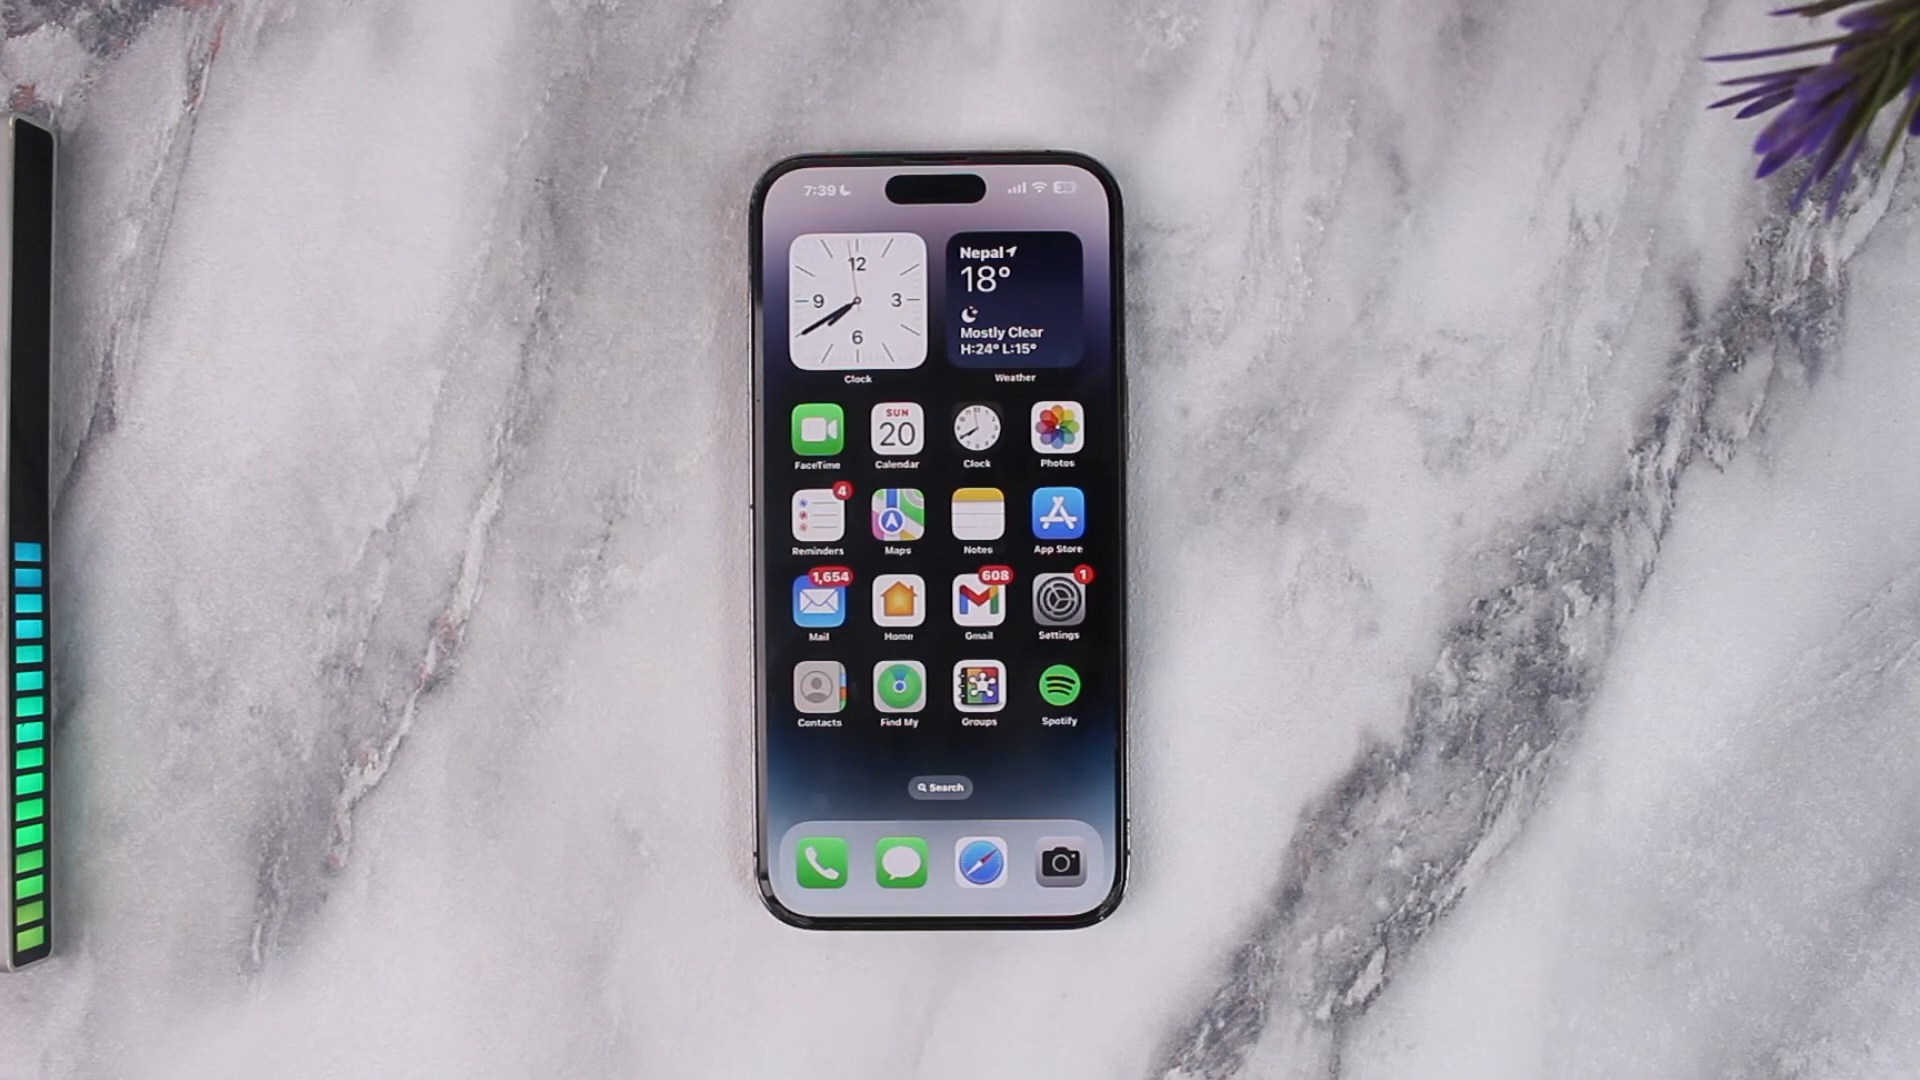 7:39
12
9 3
6
Clock
Nepal
18°
Mostly Clear
H:24° L:15°
Weather
FaceTime
SUN
20
Calendar
Clock
Photos
4
Reminders
Maps
Notes
App Store
1,654
Mail
Home
608
Gmail
1
Settings
Contacts
Find My
Groups
Spotify
Search